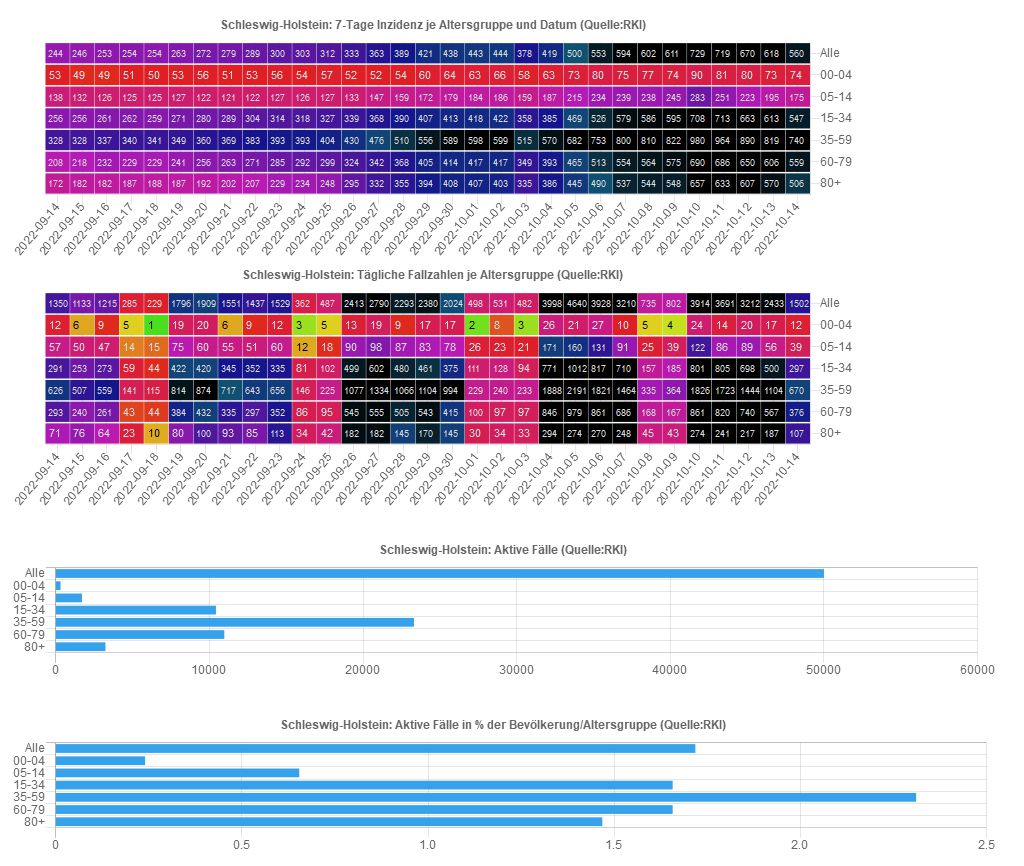 Schleswig-Holstein: 7-Tage Inzidenz je Altersgruppe und Datum (Quelle:RKI)
244 246 253 254 263 272 279 289 300 303 312 333 363 389 421 438 443 444 378 419 500 553 594 602 611 729 719 670 618 560 Alle
53 49 49 51 50 53 56 51 53 56 54 57 52 52 54 60 64 63 66 58 63 73 80 75 77 74 90 81 80 73 74 00-04
138 132 126 125 125 127 122 121 122 127 126 127 133 147 159 172 179 184 186 159 187 215 234 239 238 245 283 251 223 195 175 05-14
256 256 261 262 259 271 280 289 304 314 318 327 339 368 390 407 413 418 422 358 385 469 526 579 586 595 708 713 663 613 547 15-34
328 328 337 340 341 349 360 369 383 393 393 404 430 476 510 556 589 598 599 515 570 682 753 800 810 822 980 964 890 819 740 35-59
208 218 232 229 229 241 256 263 271 285 292 299 324 342 368 405 414 417 417 349 393 465 513 554 564 575 690 686 650 606 559 60-79
172 182 182 187 188 187 192 202 207 229 234 248 295 332 355 394 408 407 403 335 386 445 490 537 544 548 657 633 607 570 506 80+
2022-09-14 2022-09-15 2022-09-16 2022-09-17 2022-09-18 2022-09-19 2022-09-20 2022-09-21 2022-09-22 2022-09-23 2022-09-24 2022-09-25 2022-09-26 2022-09-27 2022-09-28 2022-09-29 2022-09-30 2022-10-01 2022-10-02 2022-10-03 2022-10-04 2022-10-05 2022-10-06 2022-10-07 2022-10-08 2022-10-09 2022-10-10 2022-10-11 2022-10-12 2022-10-13 2022-10-14
Schleswig-Holstein: Tägliche Fallzahlen je Altersgruppe (Quelle:RKI)
1350 1133 1215 285 229 1796 1909 1551 1437 1529 362 487 2413 2790 2293 2380 2024 498 531 482 3998 4640 3928 3210 735 802 3914 3691 3212 2433 1502 Alle
12 6 9 5 1 19 20 6 9 12 3 5 13 19 9 17 17 2 8 3 26 21 27 10 5 4 24 14 20 17 12 00-04
57 50 47 14 15 75 60 55 51 60 12 18 90 98 87 83 78 26 23 21 171 160 131 91 25 39 122 86 89 56 39 05-14
291 253 273 59 44 422 420 345 352 335 81 102 499 602 480 461 375 111 128 94 771 1012 817 710 157 185 801 805 698 500 297 15-34
626 507 559 141 115 814 874 717 643 656 146 225 1077 1334 1066 1104 994 229 240 233 1888 2191 1821 1464 335 364 1826 1723 1444 1104 670 35-59
293 240 261 43 44 384 432 335 297 352 86 95 545 555 505 543 415 100 97 97 846 979 861 686 168 167 861 820 740 567 376 60-79
71 76 64 23 10 80 100 93 85 113 34 42 182 182 145 170 145 30 34 33 294 274 270 248 45 43 274 241 217 187 107 80+
2022-09-14 2022-09-15 2022-09-16 2022-09-17 2022-09-18 2022-09-19 2022-09-20 2022-09-21 2022-09-22 2022-09-23 2022-09-24 2022-09-25 2022-09-26 2022-09-27 2022-09-28 2022-09-29 2022-09-30 2022-10-01 2022-10-02 2022-10-03 2022-10-04 2022-10-05 2022-10-06 2022-10-07 2022-10-08 2022-10-09 2022-10-10 2022-10-11 2022-10-12 2022-10-13 2022-10-14
Schleswig-Holstein: Aktive Fälle (Quelle:RKI)
Alle
00-04
05-14
15-34
35-59
60-79
80+
0 10000 20000 30000 40000 50000 60000
Schleswig-Holstein: Aktive Fälle in % der Bevölkerung/Altersgruppe (Quelle:RKI)
Alle
00-04
05-14
15-34
35-59
60-79
80+
0 0.5 1.0 1.5 2.0 2.5